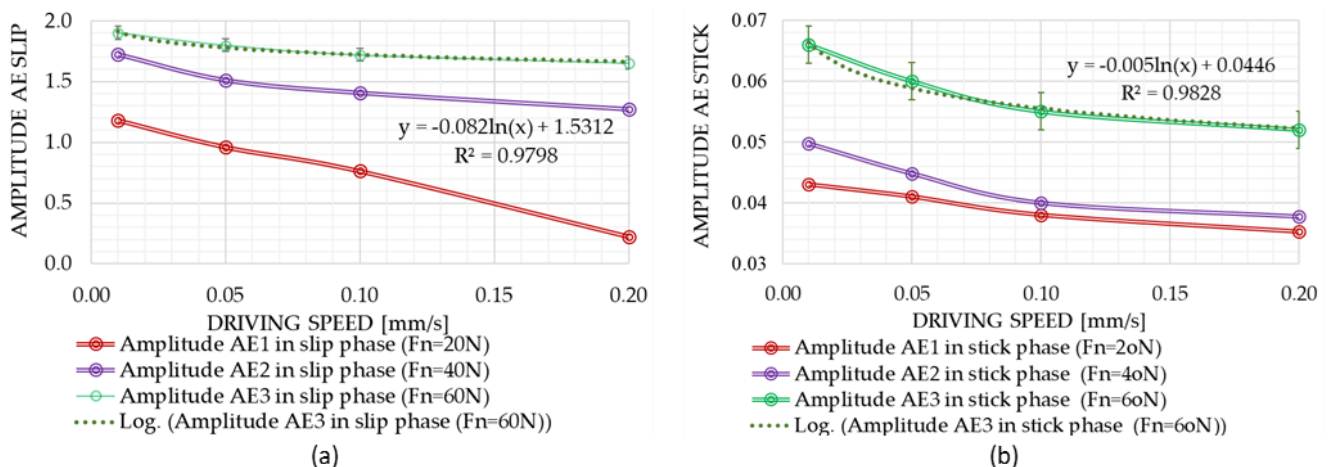 AMPLITUDE AE SLIP
2.0
1.5
1.0
0.5
0.0
y = -0.082ln(x) + 1.5312
R² = 0.9798
0.00 0.05 0.10 0.15 0.20
DRIVING SPEED [mm/s]
Amplitude AE1 in slip phase (Fn=20N)
Amplitude AE2 in slip phase (Fn=40N)
Amplitude AE3 in slip phase (Fn=60N)
Log. (Amplitude AE3 in slip phase (Fn=60N))
(a)
AMPLITUDE AE STICK
0.07
0.06
0.05
0.04
0.03
y = -0.005ln(x) + 0.0446
R² = 0.9828
0.00 0.05 0.10 0.15 0.20
DRIVING SPEED [mm/s]
Amplitude AE1 in stick phase (Fn=2oN)
Amplitude AE2 in stick phase (Fn=4oN)
Amplitude AE3 in stick phase (Fn=6oN)
Log. (Amplitude AE3 in stick phase (Fn=6oN))
(b)